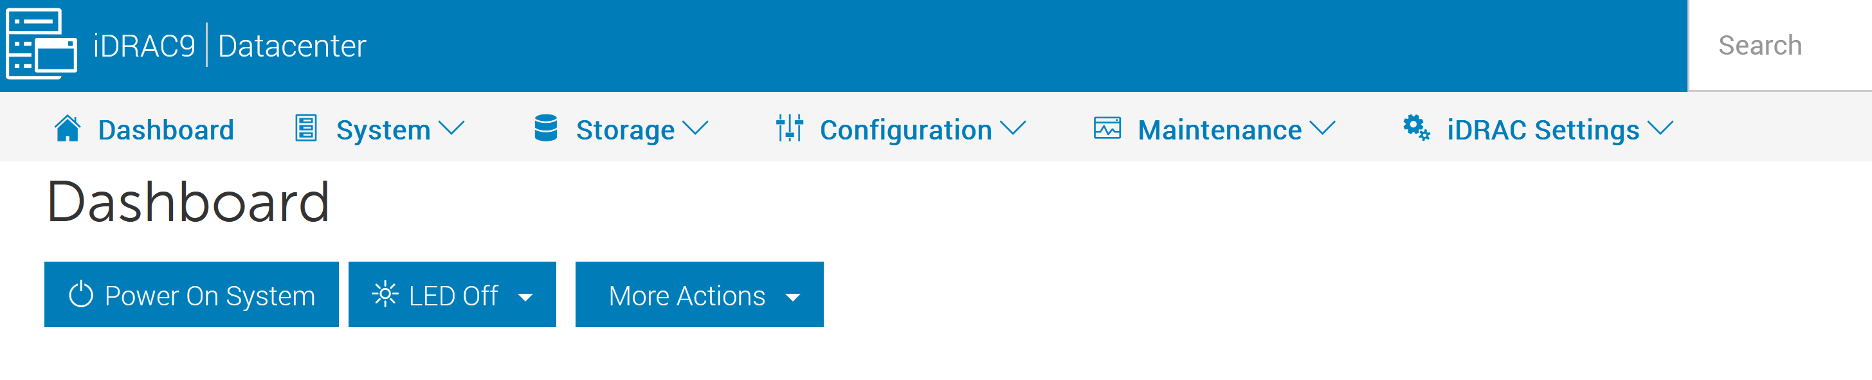 iDRAC9 | Datacenter Search
Dashboard System Storage Configuration Maintenance iDRAC Settings
Dashboard
Power On System LED Off More Actions